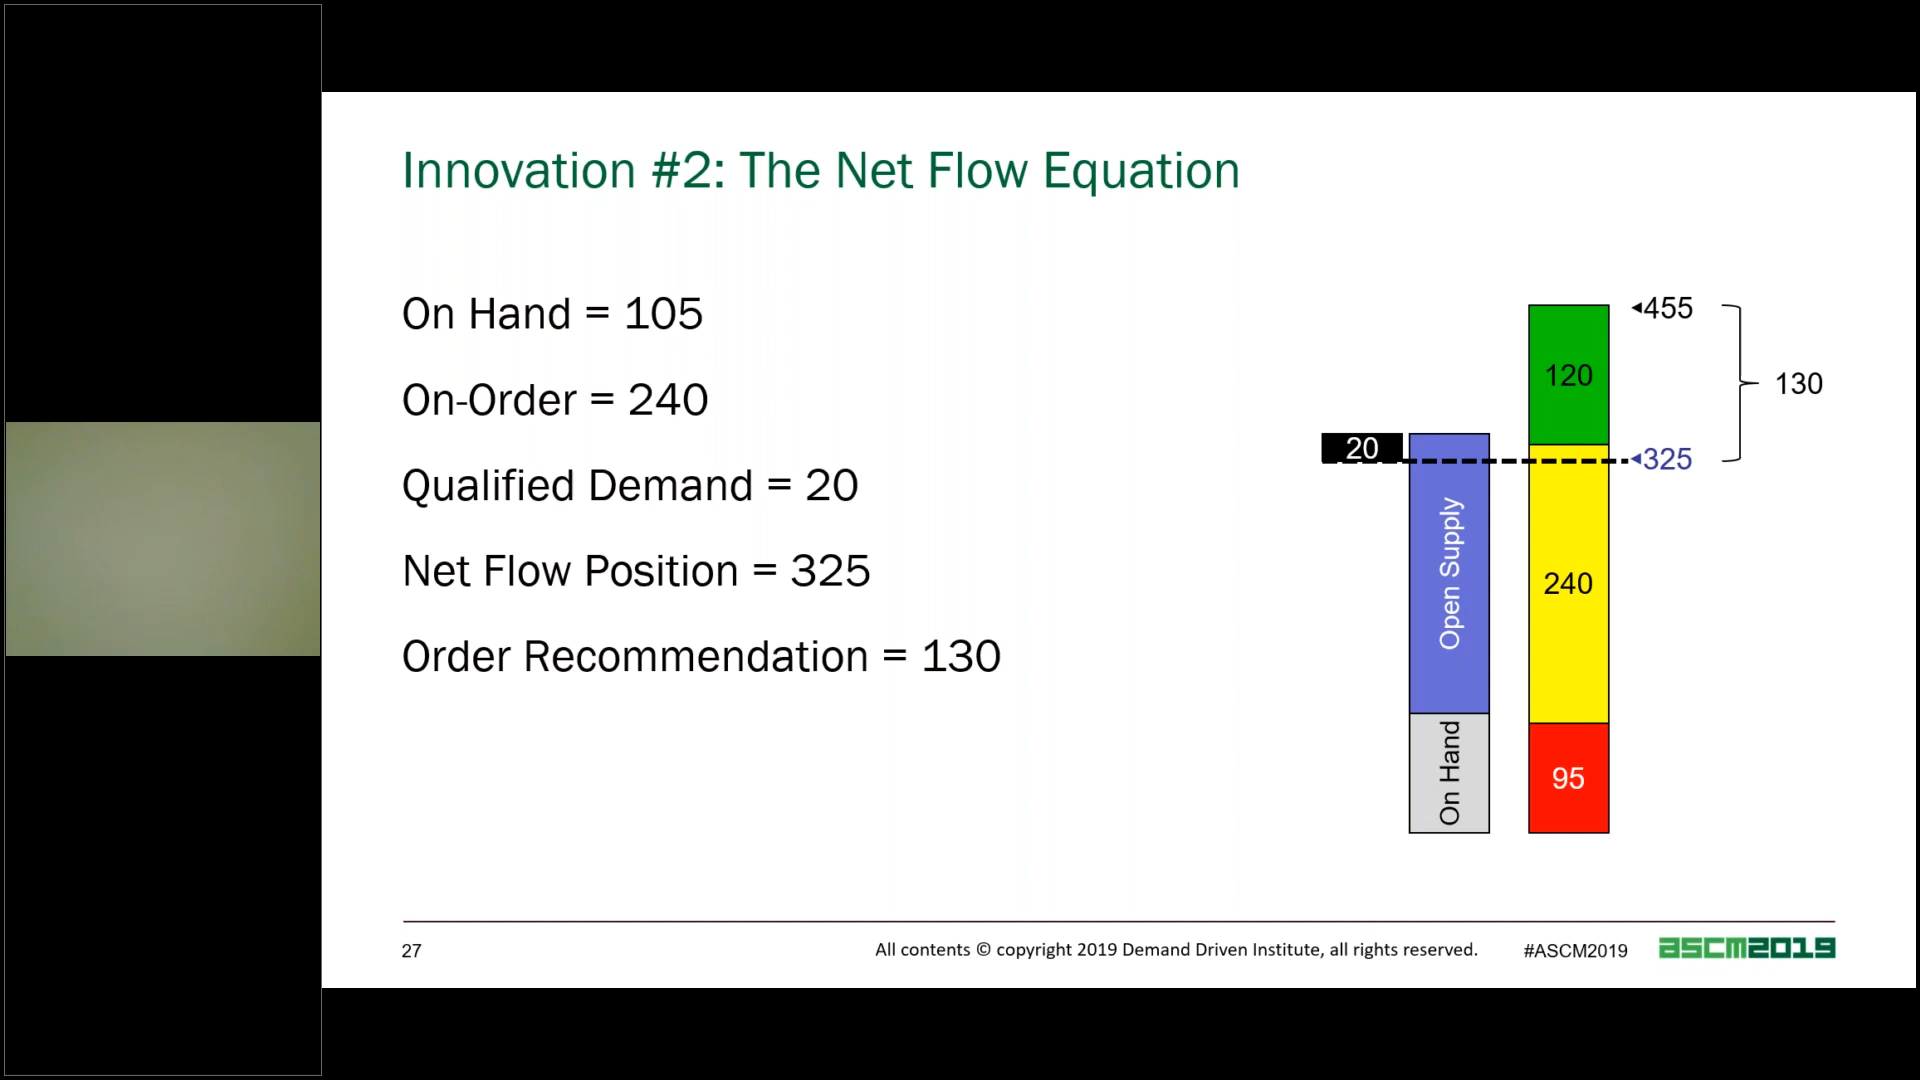 Innovation #2: The Net Flow Equation
On Hand = 105
On-Order = 240
Qualified Demand = 20
Net Flow Position = 325
Order Recommendation = 130
455
120
130
20
325
Open Supply
240
On Hand
95
27
All contents © copyright 2019 Demand Driven Institute, all rights reserved.
#ASCM2019
ascm2019